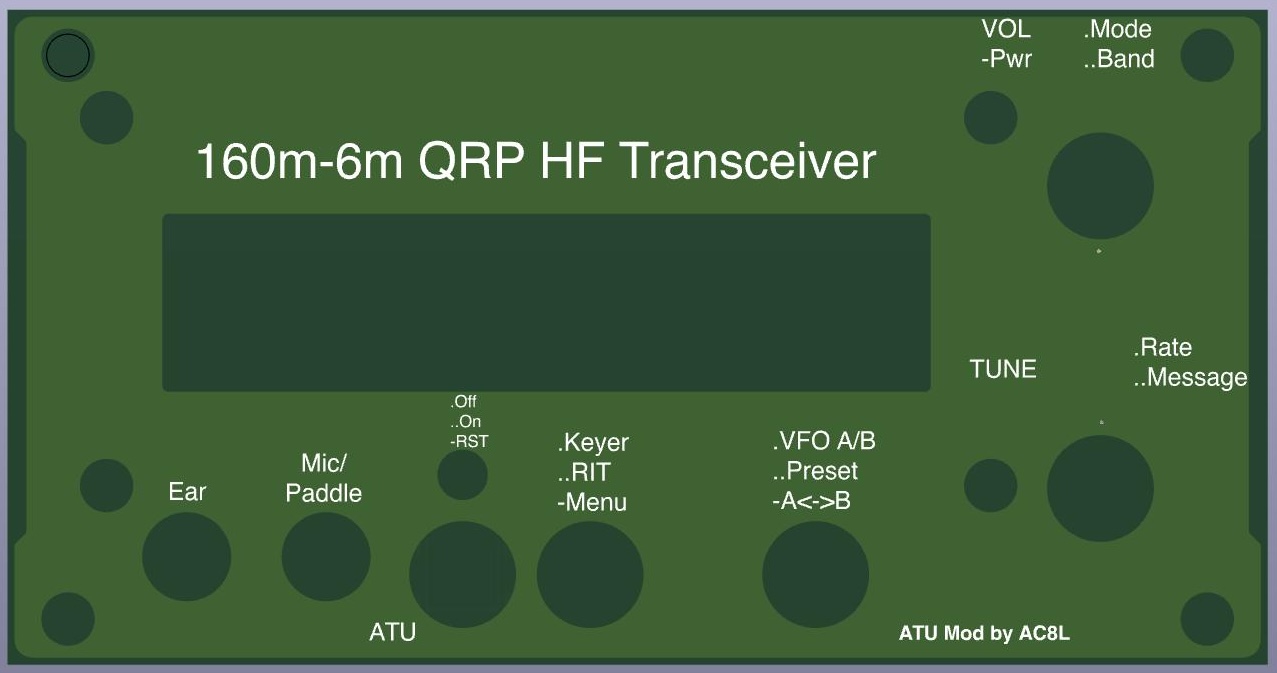 VOL
-Pwr
.Mode
..Band
160m-6m QRP HF Transceiver
TUNE
.Rate
..Message
.Off
..On
-RST
.Keyer
..RIT
-Menu
.VFO A/B
..Preset
-A<->B
Mic/
Paddle
Ear
ATU
ATU Mod by AC8L